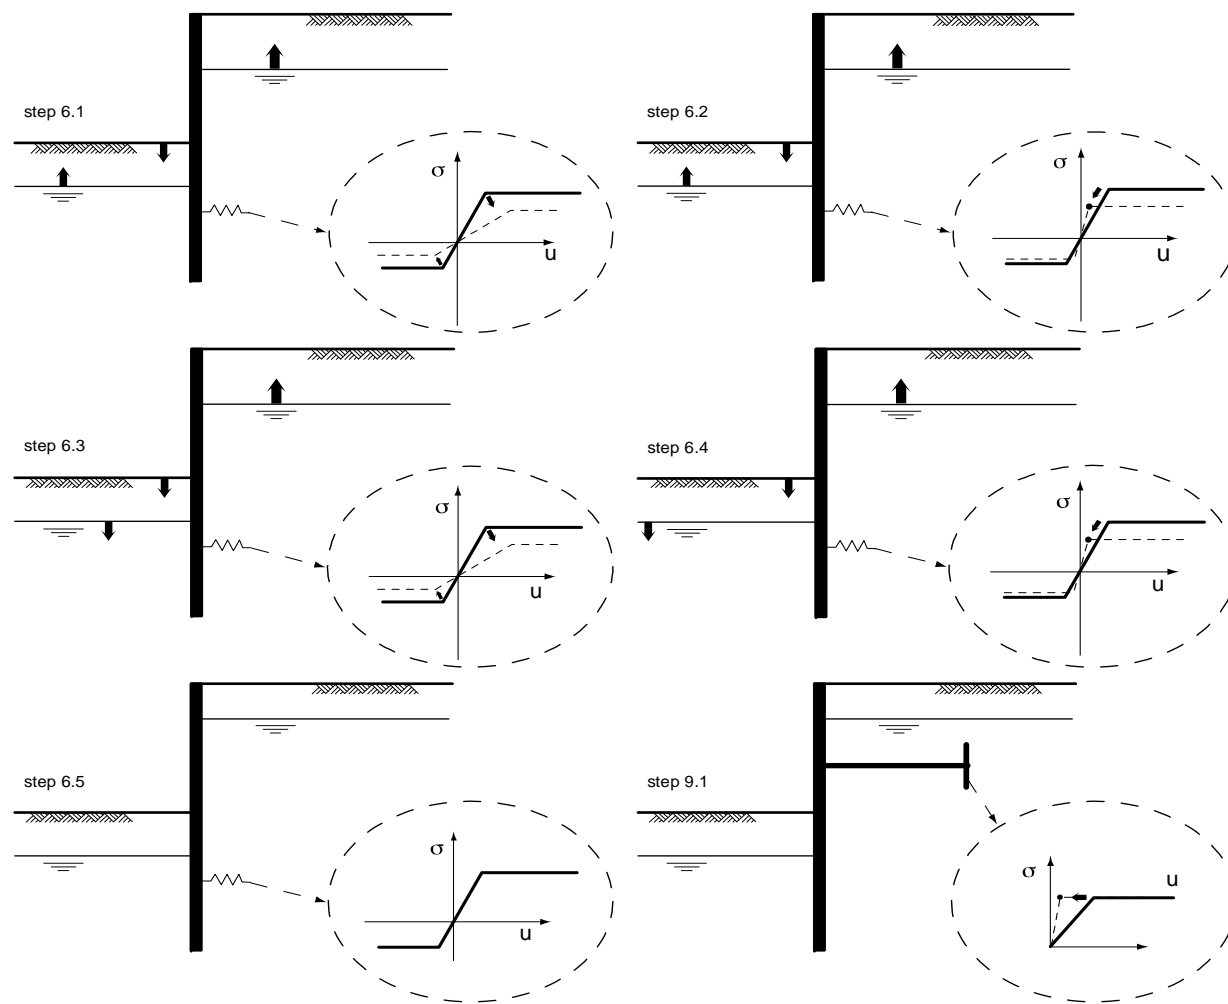 step 6.1
σ
u
step 6.2
σ
u
step 6.3
σ
u
step 6.4
σ
u
step 6.5
σ
u
step 9.1
σ
u